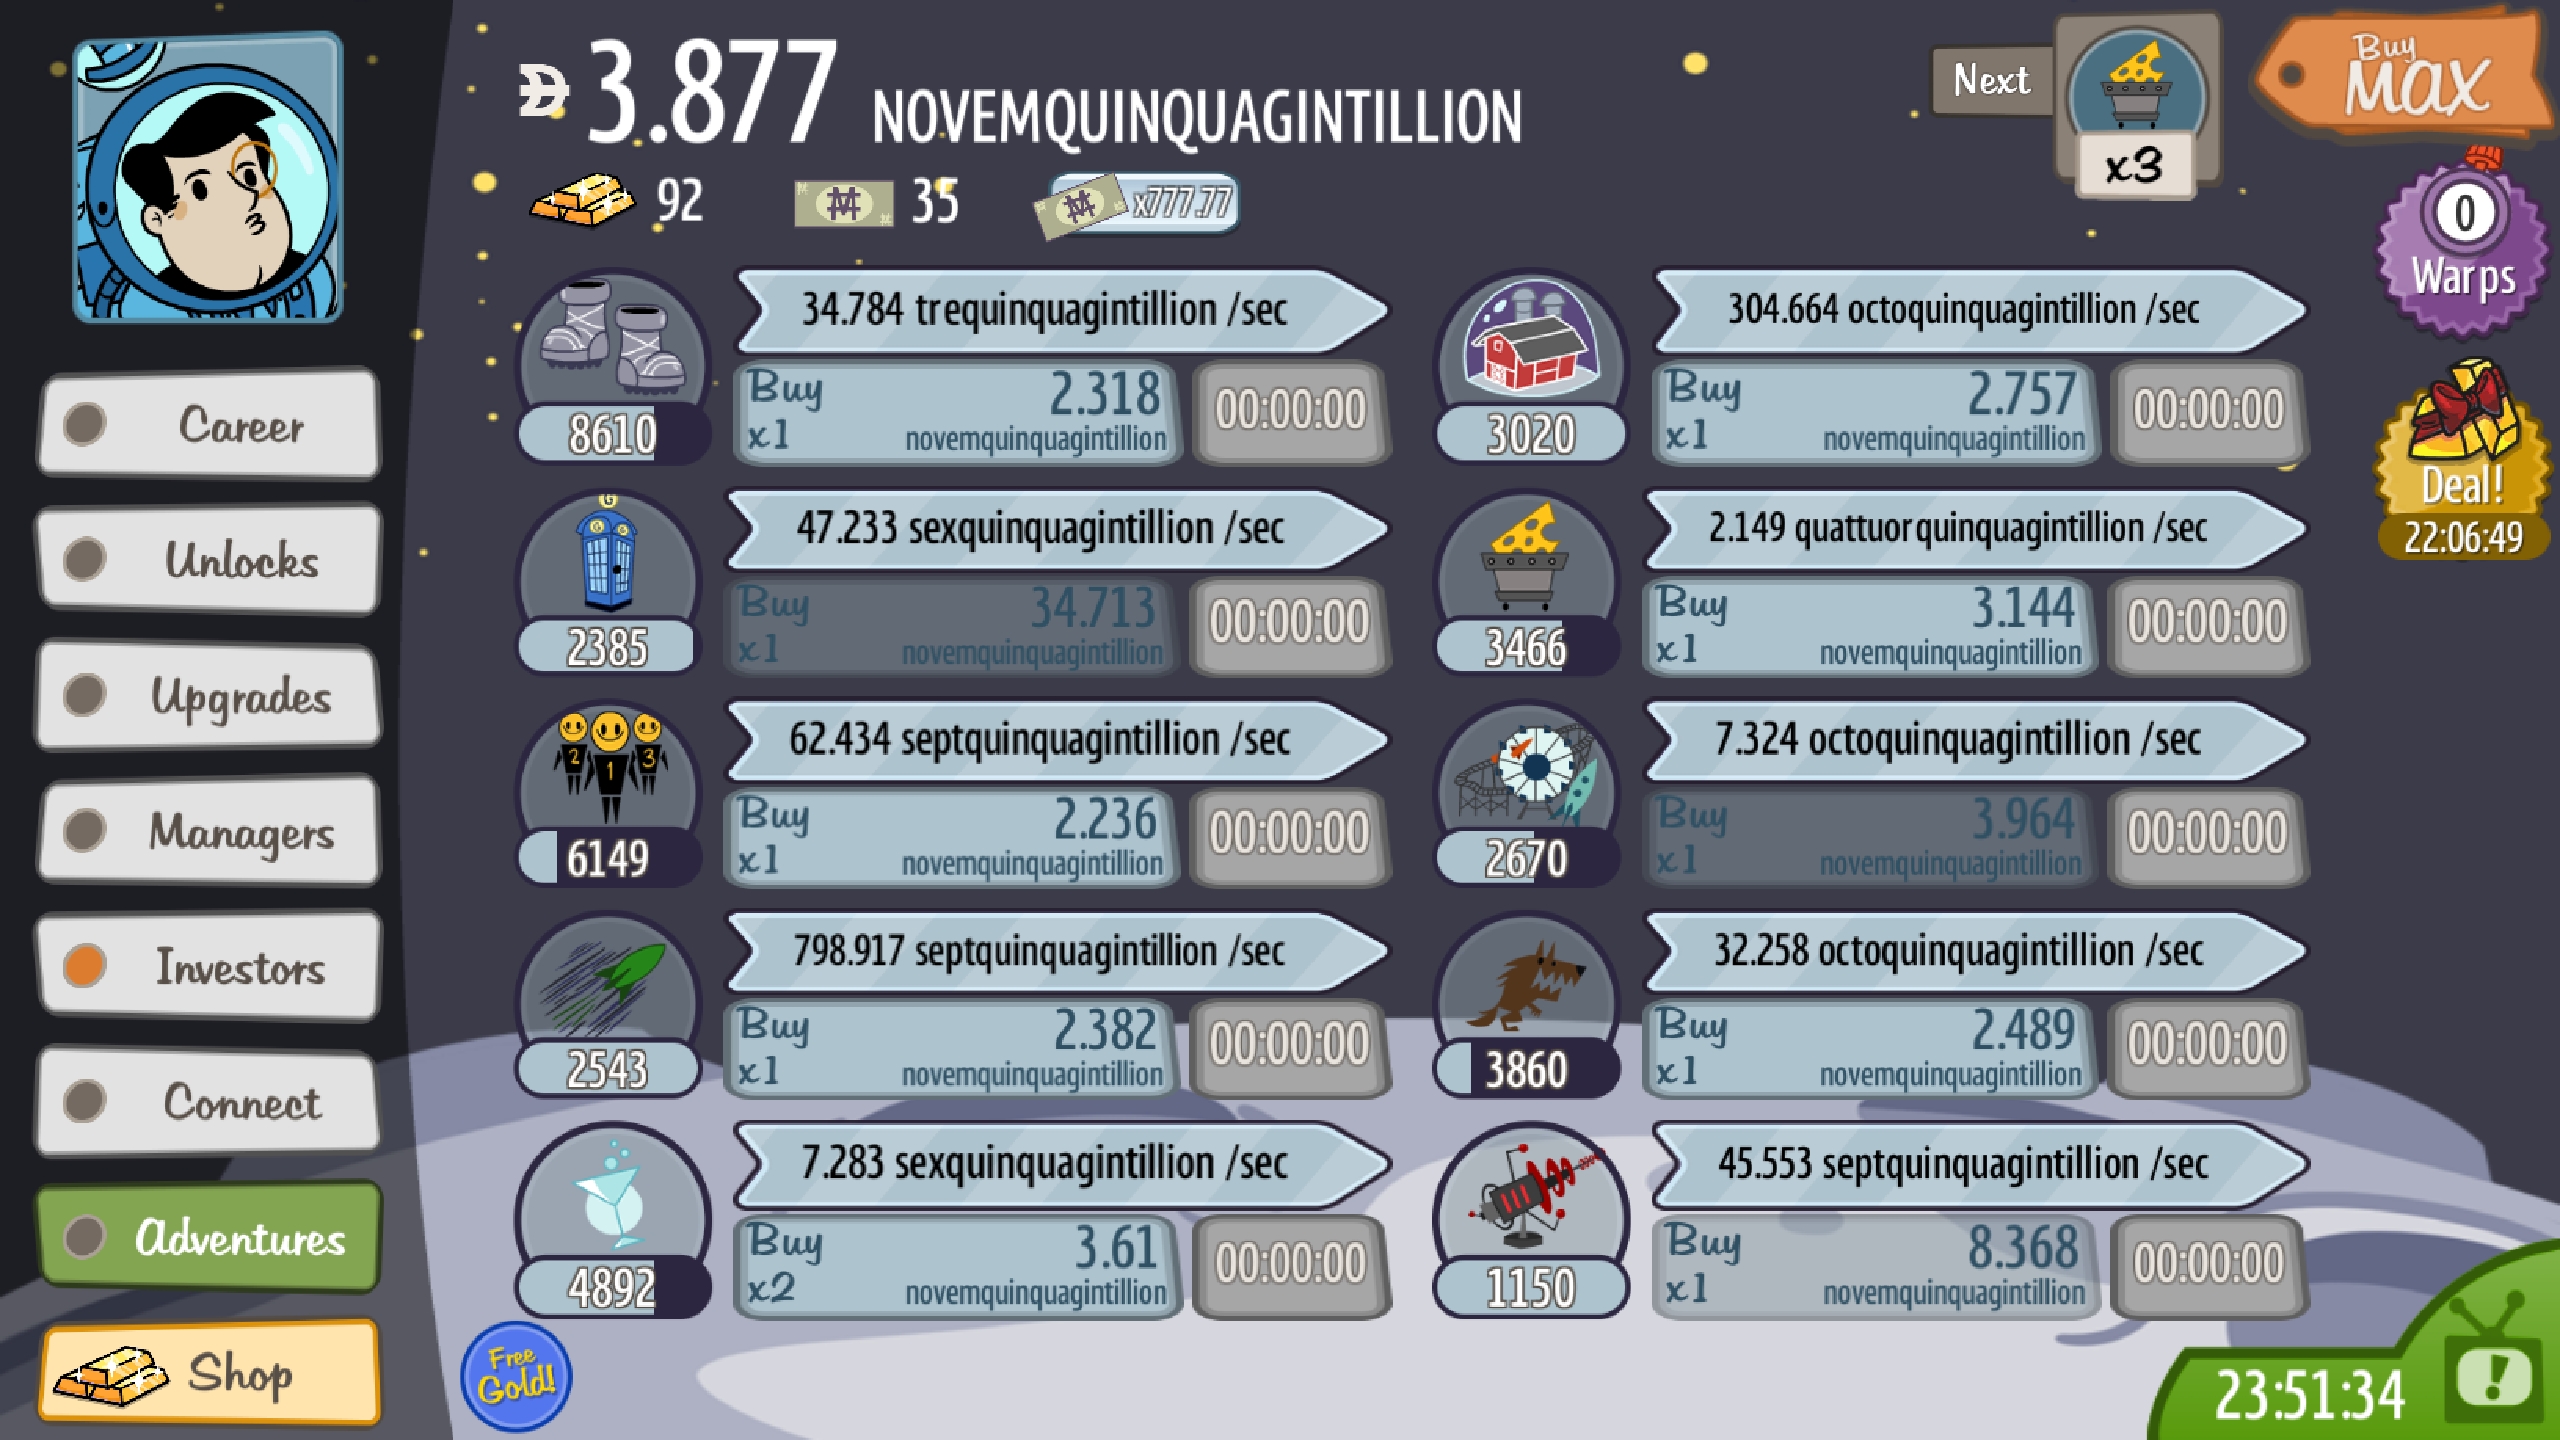 3.877 NOVEMQUINQUAGINTILLION
92
35
x777.77
Next
x3
Buy
MAX
0
Warps
Deal!
22:06:49
Career
Unlocks
Upgrades
Managers
Investors
Connect
Adventures
Shop
34.784 trequinquagintillion /sec
Buy 2.318
x1 novemquinquagintillion
00:00:00
8610
304.664 octoquinquagintillion /sec
Buy 2.757
x1 novemquinquagintillion
00:00:00
3020
47.233 sexquinquagintillion /sec
Buy 34.713
x1 novemquinquagintillion
00:00:00
2385
2.149 quattuorquinquagintillion /sec
Buy 3.144
x1 novemquinquagintillion
00:00:00
3466
2 1 3
62.434 septquinquagintillion /sec
Buy 2.236
x1 novemquinquagintillion
00:00:00
6149
7.324 octoquinquagintillion /sec
Buy 3.964
x1 novemquinquagintillion
00:00:00
2670
798.917 septquinquagintillion /sec
Buy 2.382
x1 novemquinquagintillion
00:00:00
2543
32.258 octoquinquagintillion /sec
Buy 2.489
x1 novemquinquagintillion
00:00:00
3860
7.283 sexquinquagintillion /sec
Buy 3.61
x2 novemquinquagintillion
00:00:00
4892
45.553 septquinquagintillion /sec
Buy 8.368
x1 novemquinquagintillion
00:00:00
1150
Free
Gold!
23:51:34
!